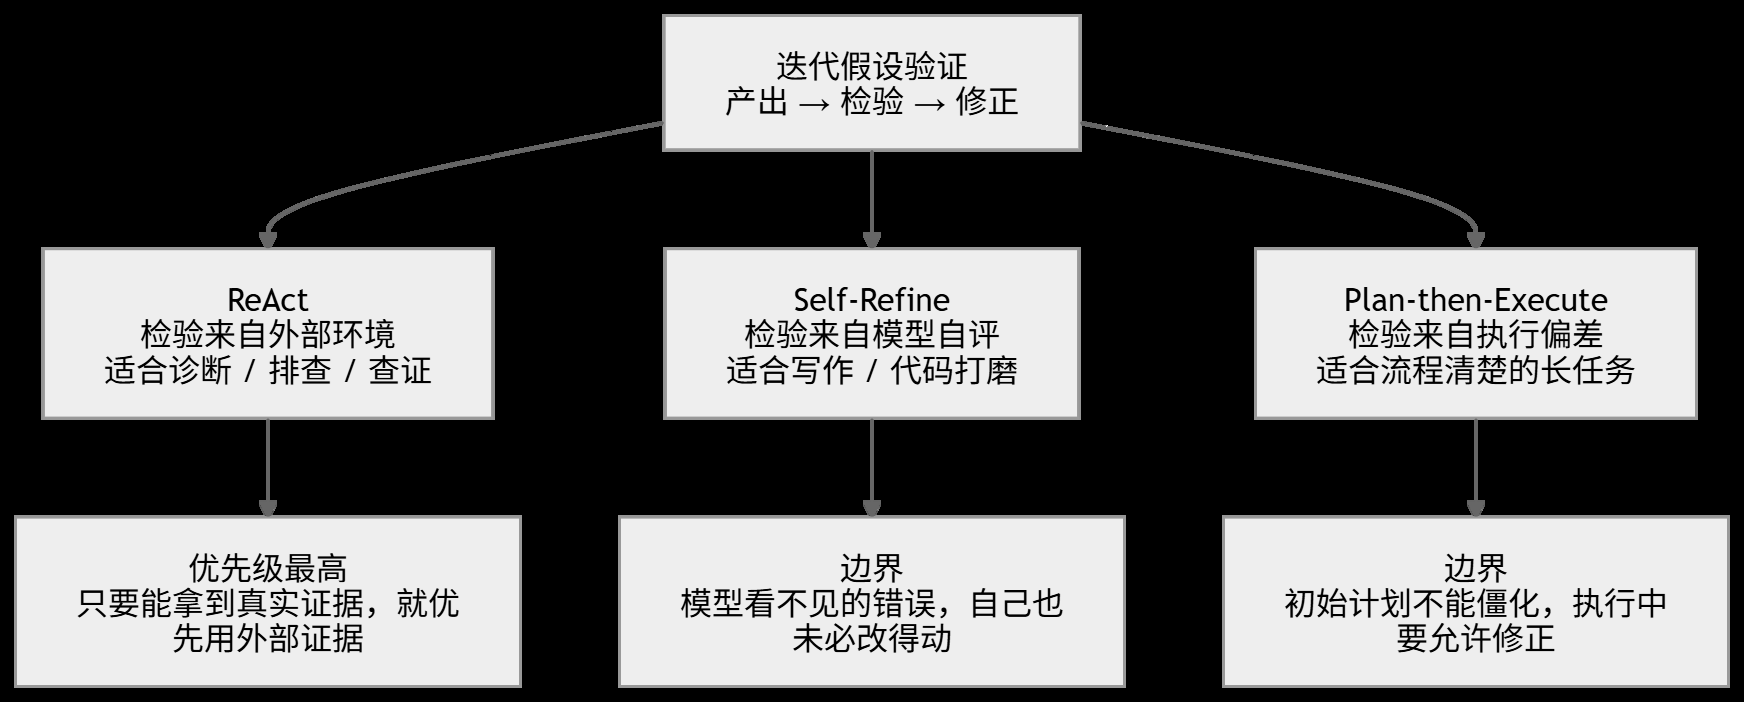 迭代假设验证
产出 → 检验 → 修正
ReAct
检验来自外部环境
适合诊断 / 排查 / 查证
Self-Refine
检验来自模型自评
适合写作 / 代码打磨
Plan-then-Execute
检验来自执行偏差
适合流程清楚的长任务
优先级最高
只要能拿到真实证据，就优
先用外部证据
边界
模型看不见的错误，自己也
未必改得动
边界
初始计划不能僵化，执行中
要允许修正